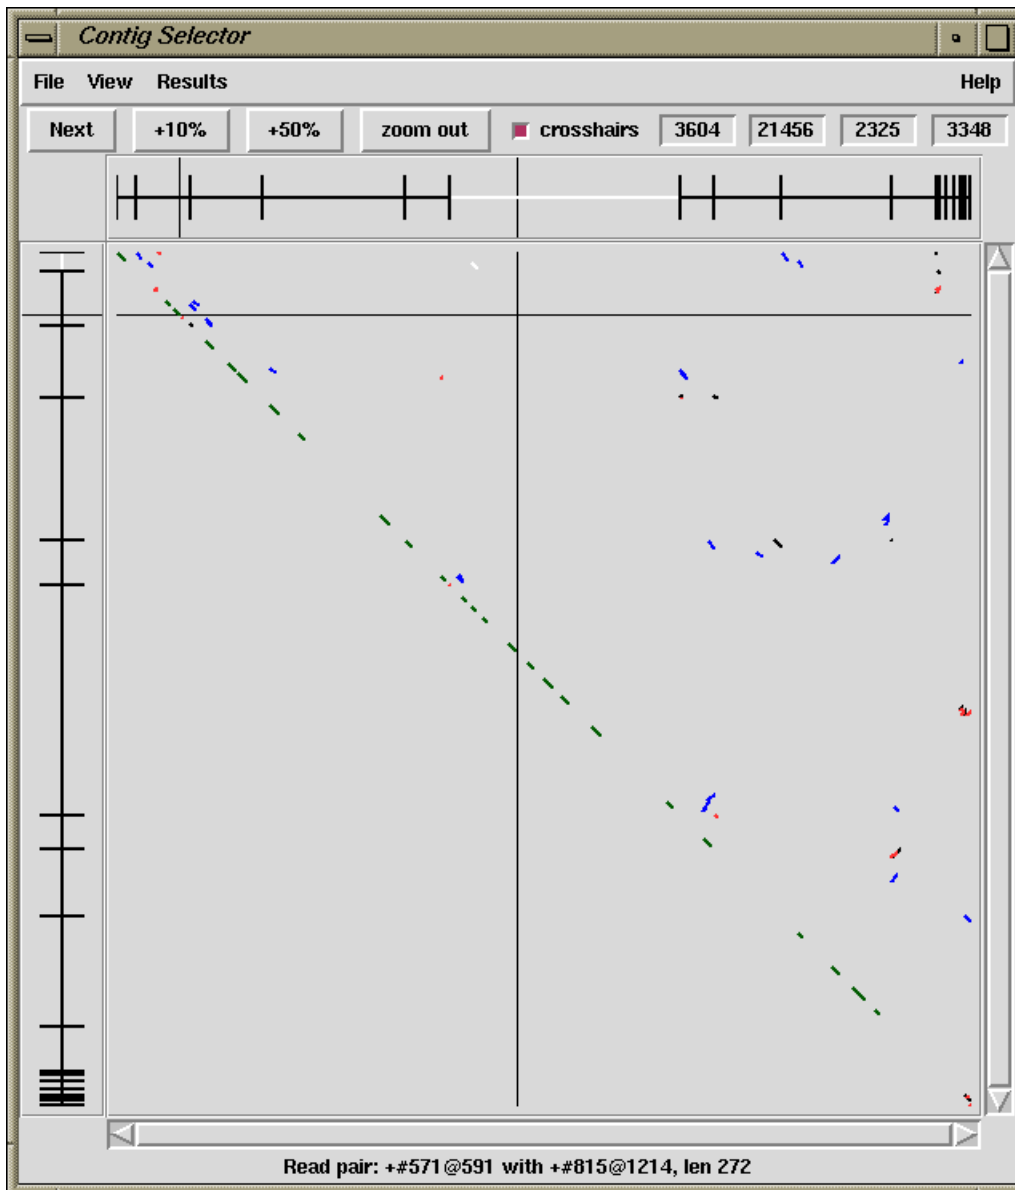 Contig Selector
File View Results Help
Next +10% +50% zoom out crosshairs 3604 21456 2325 3348
Read pair: +#571@591 with +#815@1214, len 272